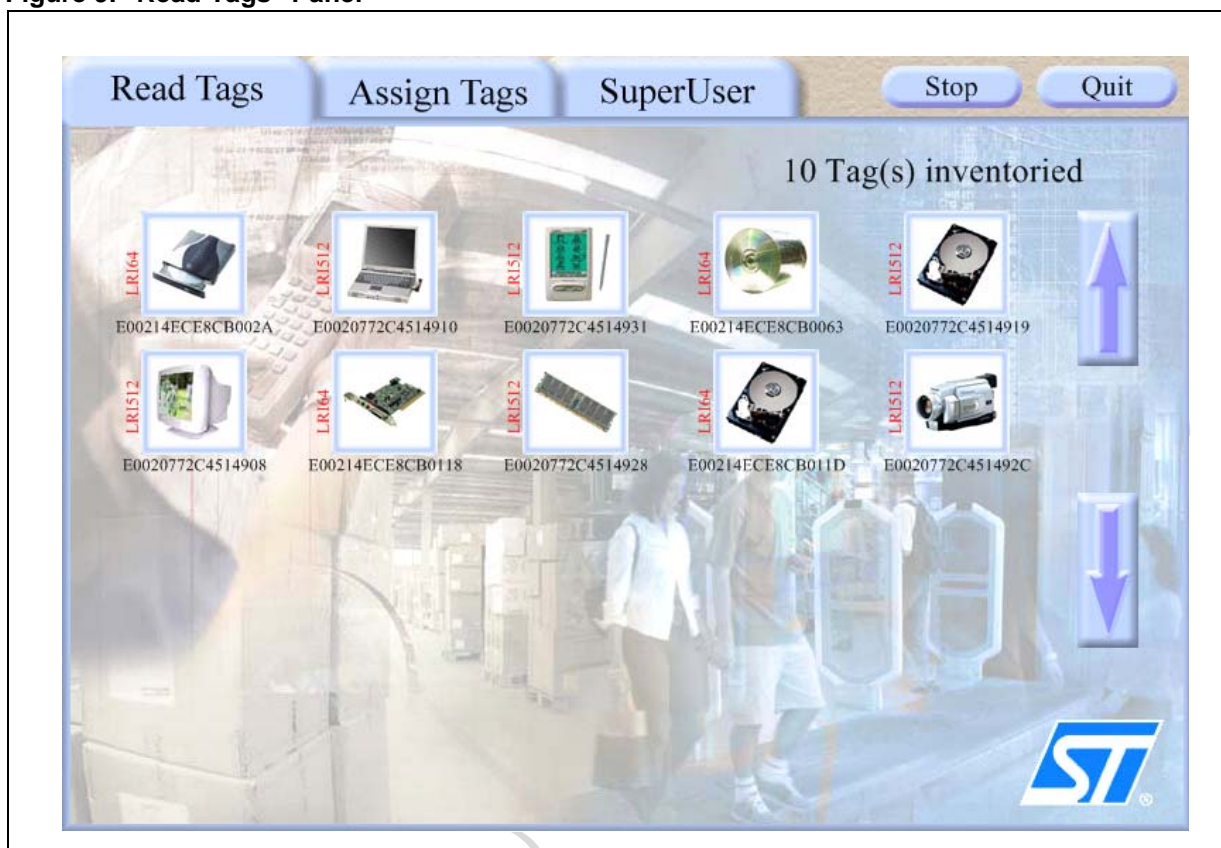 Read Tags
Assign Tags
SuperUser
Stop
Quit
10 Tag(s) inventoried
LRI64
LRI512
LRI512
LRI64
LRI512
E00214ECE8CB002A
E0020772C4514910
E0020772C4514931
E00214ECE8CB0063
E0020772C4514919
LRI512
LRI64
LRI512
LRI64
LRI512
E0020772C4514908
E00214ECE8CB0118
E0020772C4514928
E00214ECE8CB011D
E0020772C451492C
ST
®